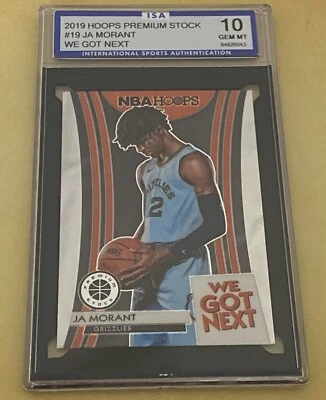 ISA
2019 HOOPS PREMIUM STOCK
#19 JA MORANT
WE GOT NEXT
10
GEM MT
INTERNATIONAL SPORTS AUTHENTICATION
NBA HOOPS
GRIZZLIES
2
PREMIUM
STOCK
WE
GOT
NEXT
JA MORANT
GRIZZLIES